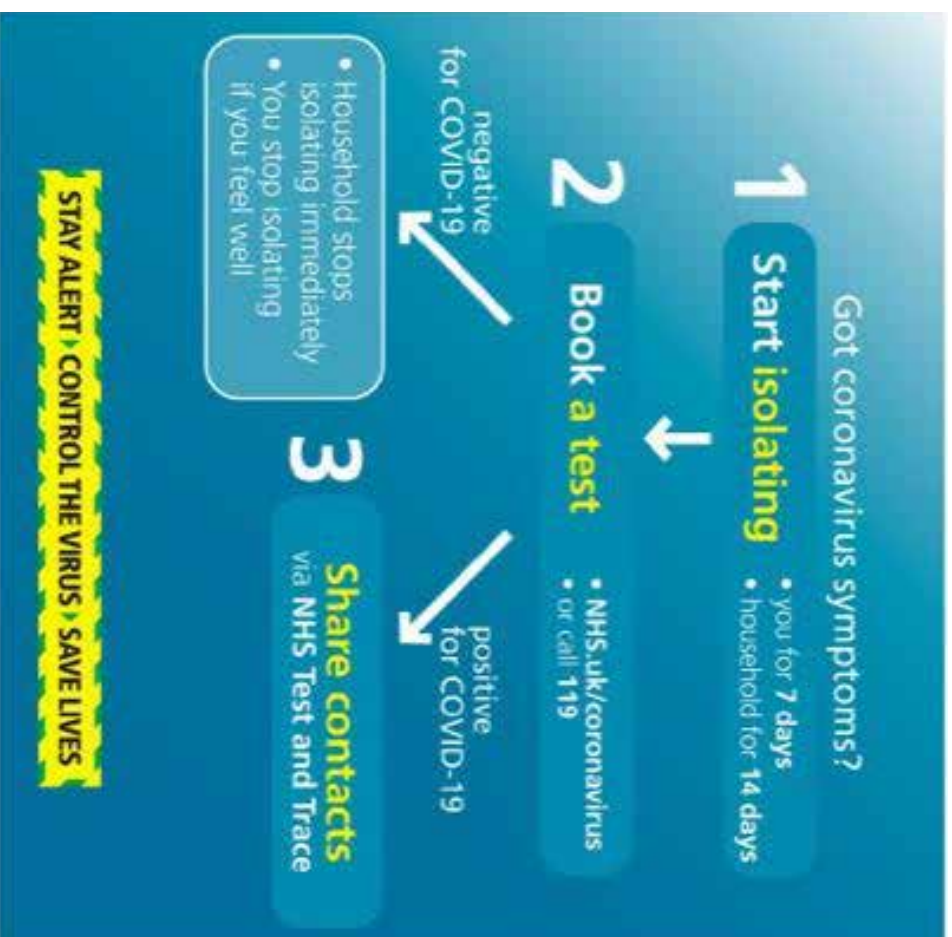 Got coronavirus symptoms?
1
Start isolating
• you for 7 days
• household for 14 days
2
Book a test
• NHS.uk/coronavirus
• or call 119
negative
for COVID-19
positive
for COVID-19
• Household stops
isolating immediately
• You stop isolating
if you feel well
3
Share contacts
via NHS Test and Trace
STAY ALERT CONTROL THE VIRUS SAVE LIVES